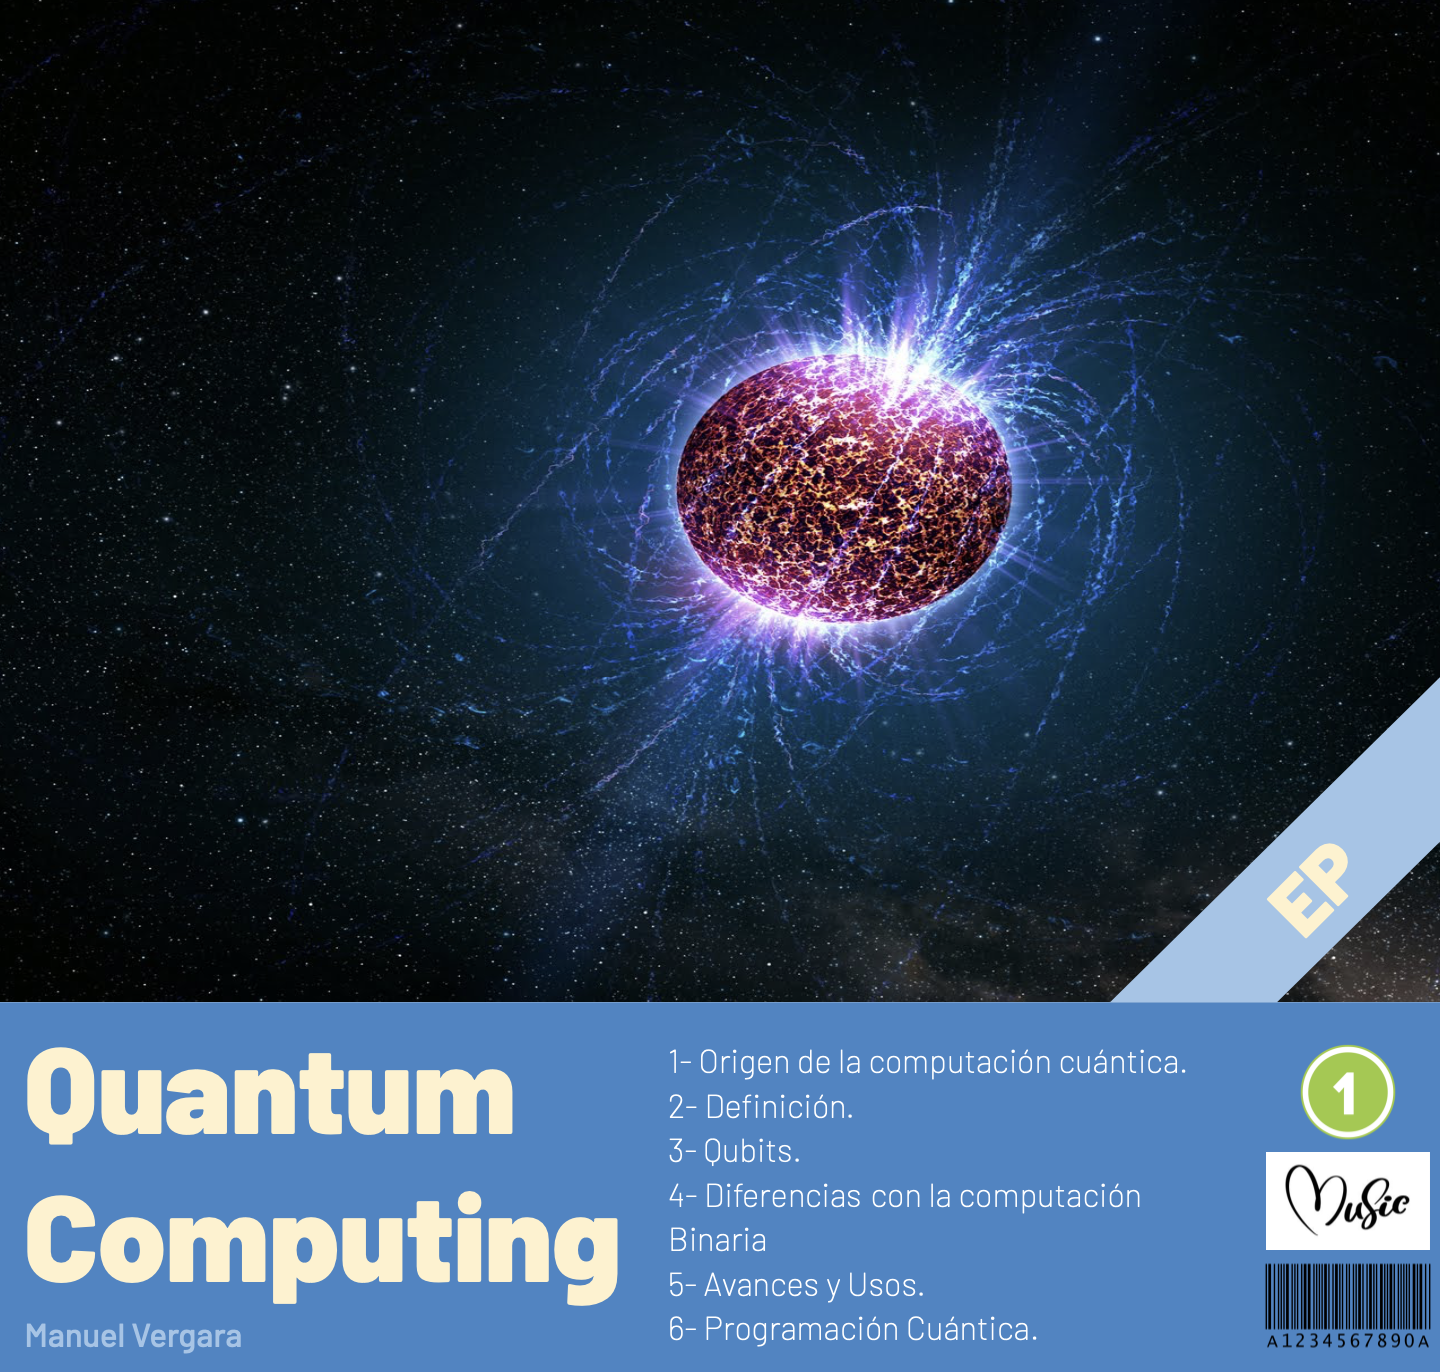 EP
Quantum
Computing
Manuel Vergara
1- Origen de la computación cuántica.
2- Definición.
3- Qubits.
4- Diferencias con la computación
Binaria
5- Avances y Usos.
6- Programación Cuántica.
1
Music
A1234567890A